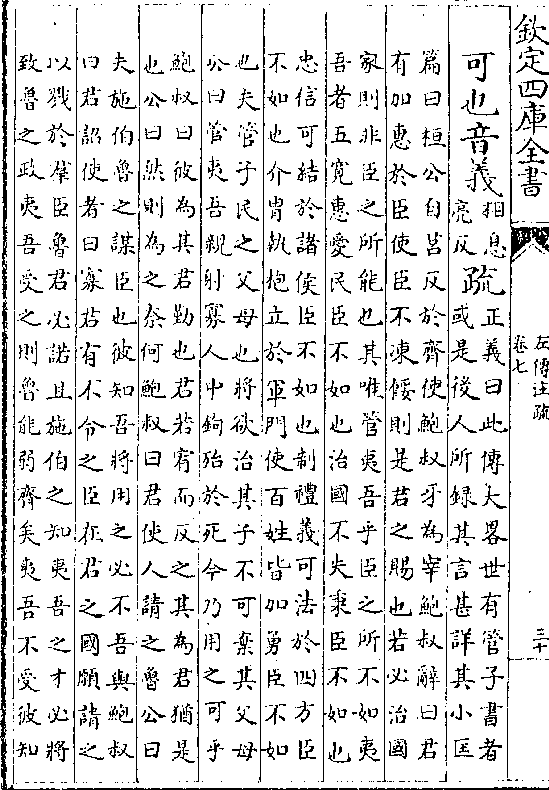 欽定四庫全書
左傳注疏
卷七
三十
可也音義相息亮反疏正義曰此傳大畧世有管子書者
或是後人所録其言甚詳其小匡
篇曰桓公自莒反於齊使鮑叔牙為宰鮑叔辭曰君
有加惠於臣使臣不凍餒則是君之賜也若必治國
家則非臣之所能也其唯管夷吾乎臣之所不如夷
吾者五寛惠愛民臣不如也治國不失秉臣不如也
忠信可結於諸侯臣不如也制禮義可法於四方臣
不如也介胄執枹立於軍門使百姓皆加勇臣不如
也夫管子民之父母也將欲治其子不可棄其父母
公曰管夷吾親射寡人中鉤殆於死今乃用之可乎
鮑叔曰彼為其君勤也君若宥而反之其為君猶是
也公曰然則為之奈何鮑叔曰君使人請之魯公曰
夫施伯魯之謀臣也彼知吾將用之必不吾與鮑叔
曰君詔使者曰寡君有不令之臣在君之國願請之
以戮於羣臣魯君必諾且施伯之知夷吾之才必將
致魯之政夷吾受之則魯能弱齊矣夷吾不受彼知